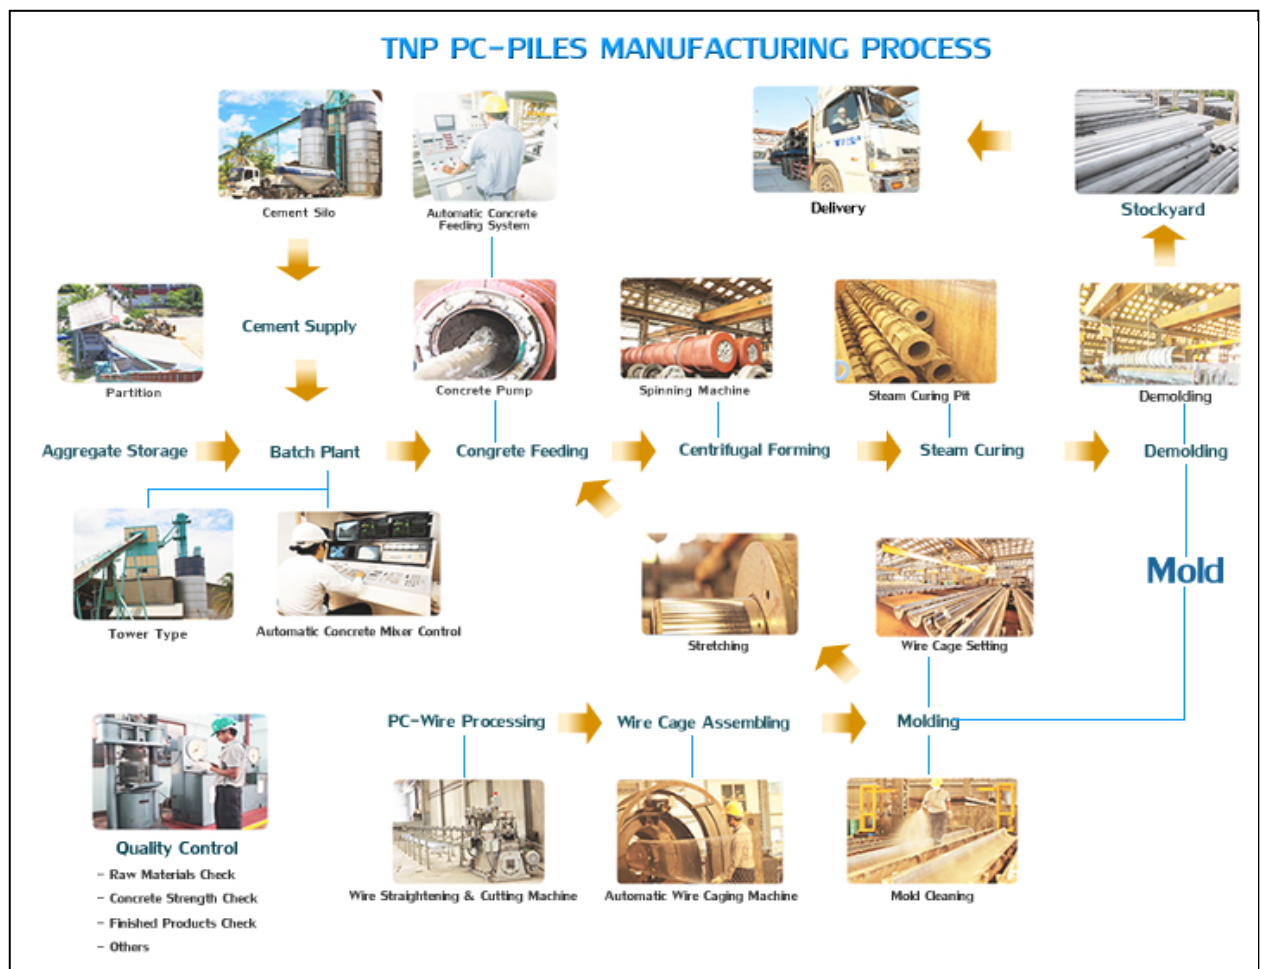 TNP PC-PILES MANUFACTURING PROCESS
Cement Silo
Automatic Concrete
Feeding System
Delivery
Stockyard
Partition
Cement Supply
Concrete Pump
Spinning Machine
Steam Curing Pit
Demolding
Aggregate Storage
Batch Plant
Congrete Feeding
Centrifugal Forming
Steam Curing
Demolding
Tower Type
Automatic Concrete Mixer Control
Stretching
Wire Cage Setting
Mold
PC-Wire Processing
Wire Cage Assembling
Molding
Quality Control
- Raw Materials Check
- Concrete Strength Check
- Finished Products Check
- Others
Wire Straightening & Cutting Machine
Automatic Wire Caging Machine
Mold Cleaning